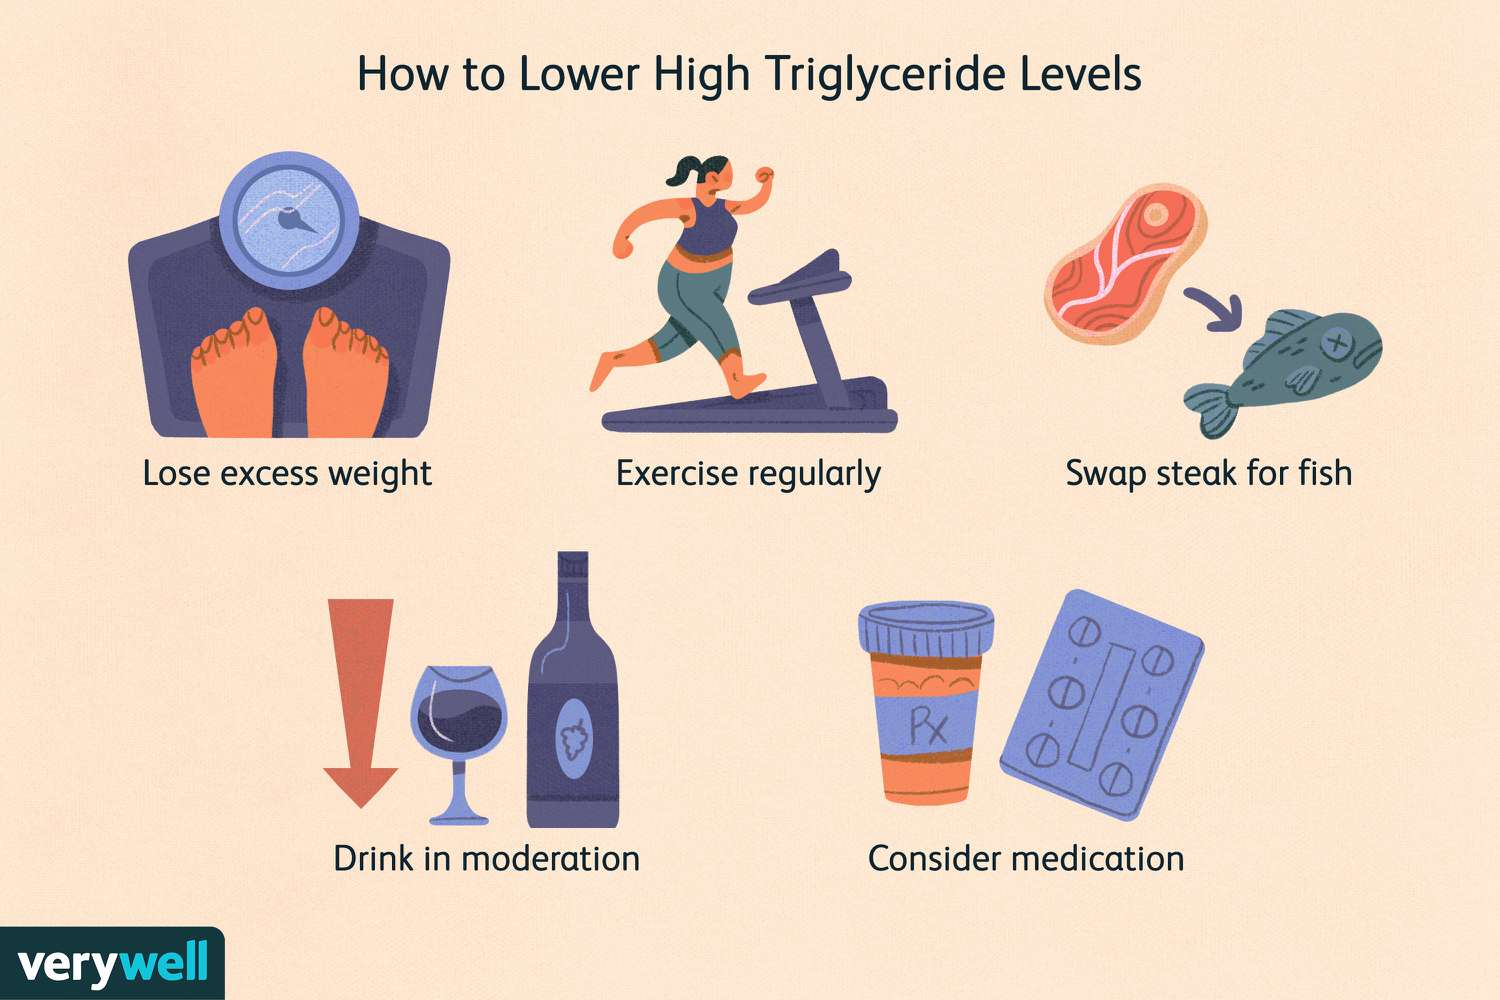 How to Lower High Triglyceride Levels
Lose excess weight
Exercise regularly
Swap steak for fish
Rx
Drink in moderation
Consider medication
verywell